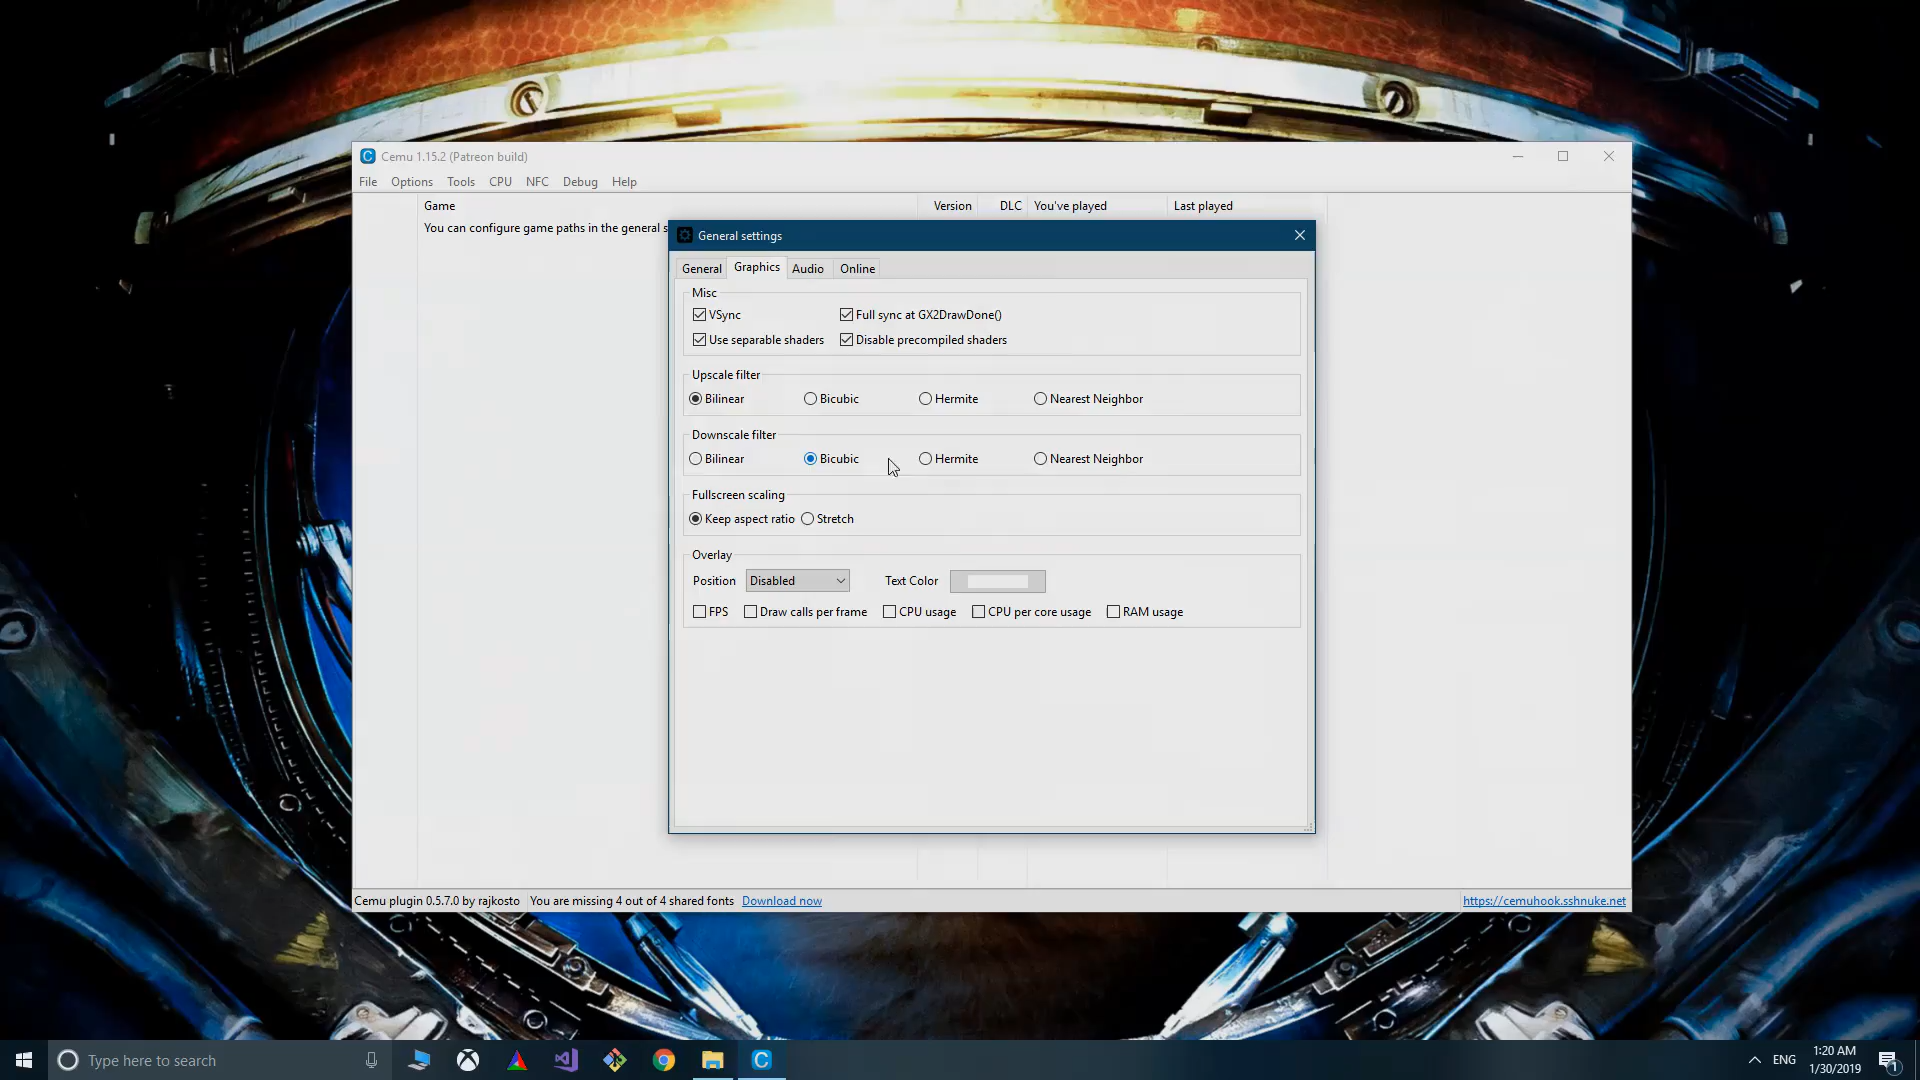 Cemu 1.15.2 (Patreon build)
File Options Tools CPU NFC Debug Help
Game Version DLC You've played Last played
You can configure game paths in the general s
General settings
General Graphics Audio Online
Misc
VSync Full sync at GX2DrawDone()
Use separable shaders Disable precompiled shaders
Upscale filter
Bilinear Bicubic Hermite Nearest Neighbor
Downscale filter
Bilinear Bicubic Hermite Nearest Neighbor
Fullscreen scaling
Keep aspect ratio Stretch
Overlay
Position Disabled Text Color
FPS Draw calls per frame CPU usage CPU per core usage RAM usage
Cemu plugin 0.5.7.0 by rajkosto You are missing 4 out of 4 shared fonts Download now https://cemuhook.sshnuke.net
Type here to search
ENG
1:20 AM
1/30/2019
1